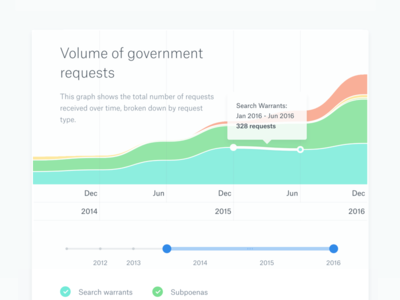 Volume of government
requests
This graph shows the total number of requests
received over time, broken down by request
type.
Search Warrants:
Jan 2016 - Jun 2016
328 requests
Dec Jun Dec Jun Dec
2014 2015 2016
2012 2013 2014 2015 2016
Search warrants Subpoenas